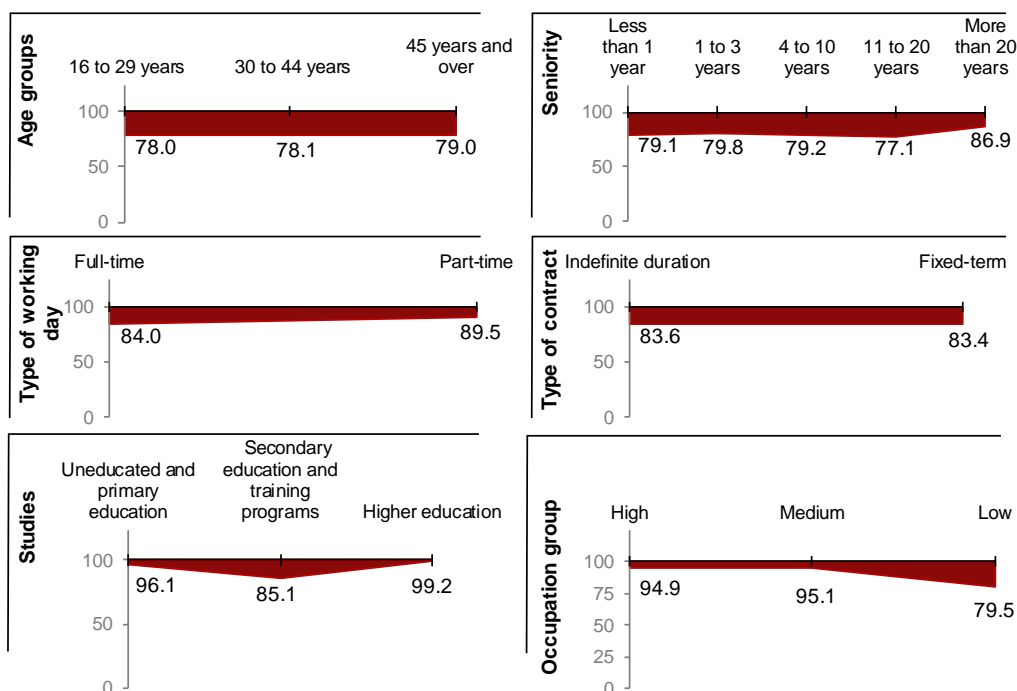 Age groups
16 to 29 years
30 to 44 years
45 years and
over
100
50
0
78.0
78.1
79.0
Seniority
Less
than 1
year
1 to 3
years
4 to 10
years
11 to 20
years
More
than 20
years
100
50
0
79.1
79.8
79.2
77.1
86.9
Type of working
day
Full-time
Part-time
100
50
0
84.0
89.5
Type of contract
Indefinite duration
Fixed-term
100
50
0
83.6
83.4
Studies
Uneducated and
primary
education
Secondary
education and
training
programs
Higher education
100
50
0
96.1
85.1
99.2
Occupation group
High
Medium
Low
100
75
50
25
0
94.9
95.1
79.5